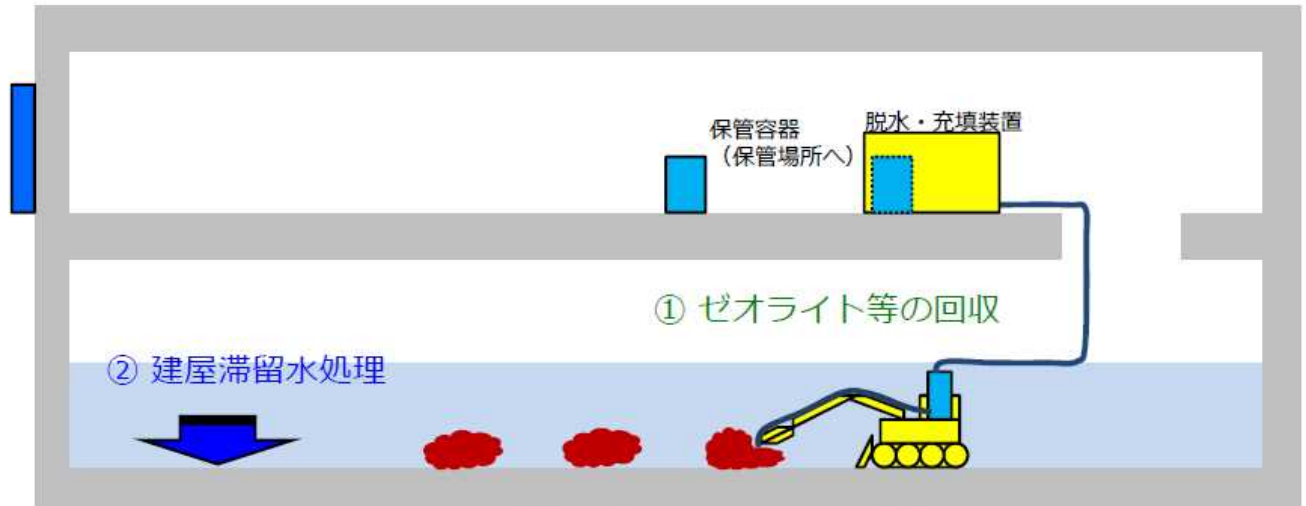 保管容器
（保管場所へ）
脱水・充填装置
① ゼオライト等の回収
② 建屋滞留水処理